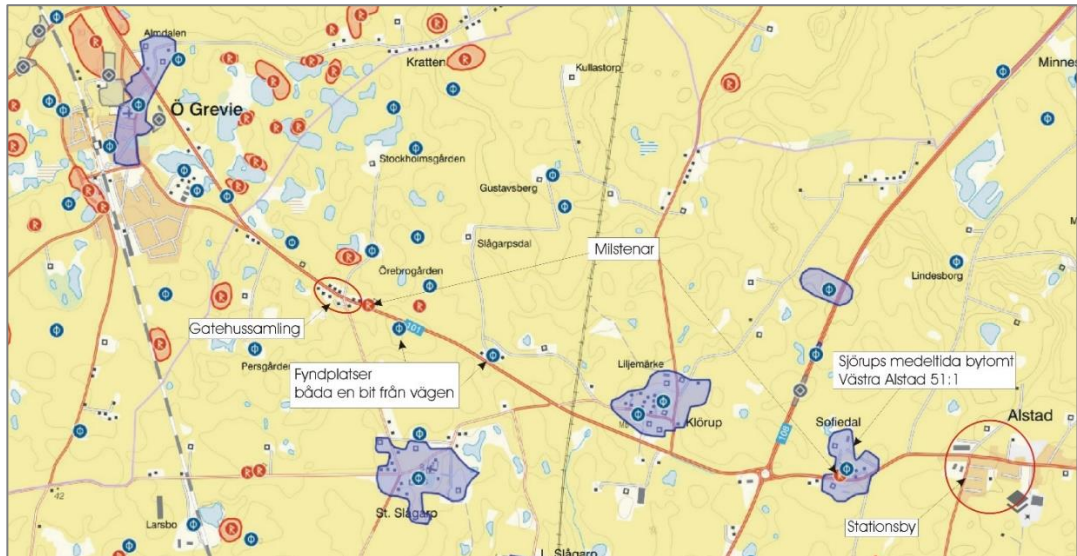 Almdalen
Kratten
Kullastorp
Minnes
Ö Grevie
Stockholmsgården
Gustavsberg
Slågarpsdal
Milstenar
Lindesborg
Örebrogården
Gatehussamling
101
Persgården
Fyndplatser
båda en bit från vägen
Liljemärke
Sjörups medeltida bytomt
Västra Alstad 51:1
Klörup
Sofiedal
Alstad
108
St. Slågarp
42
Larsbo
Stationsby
L. Slågarp